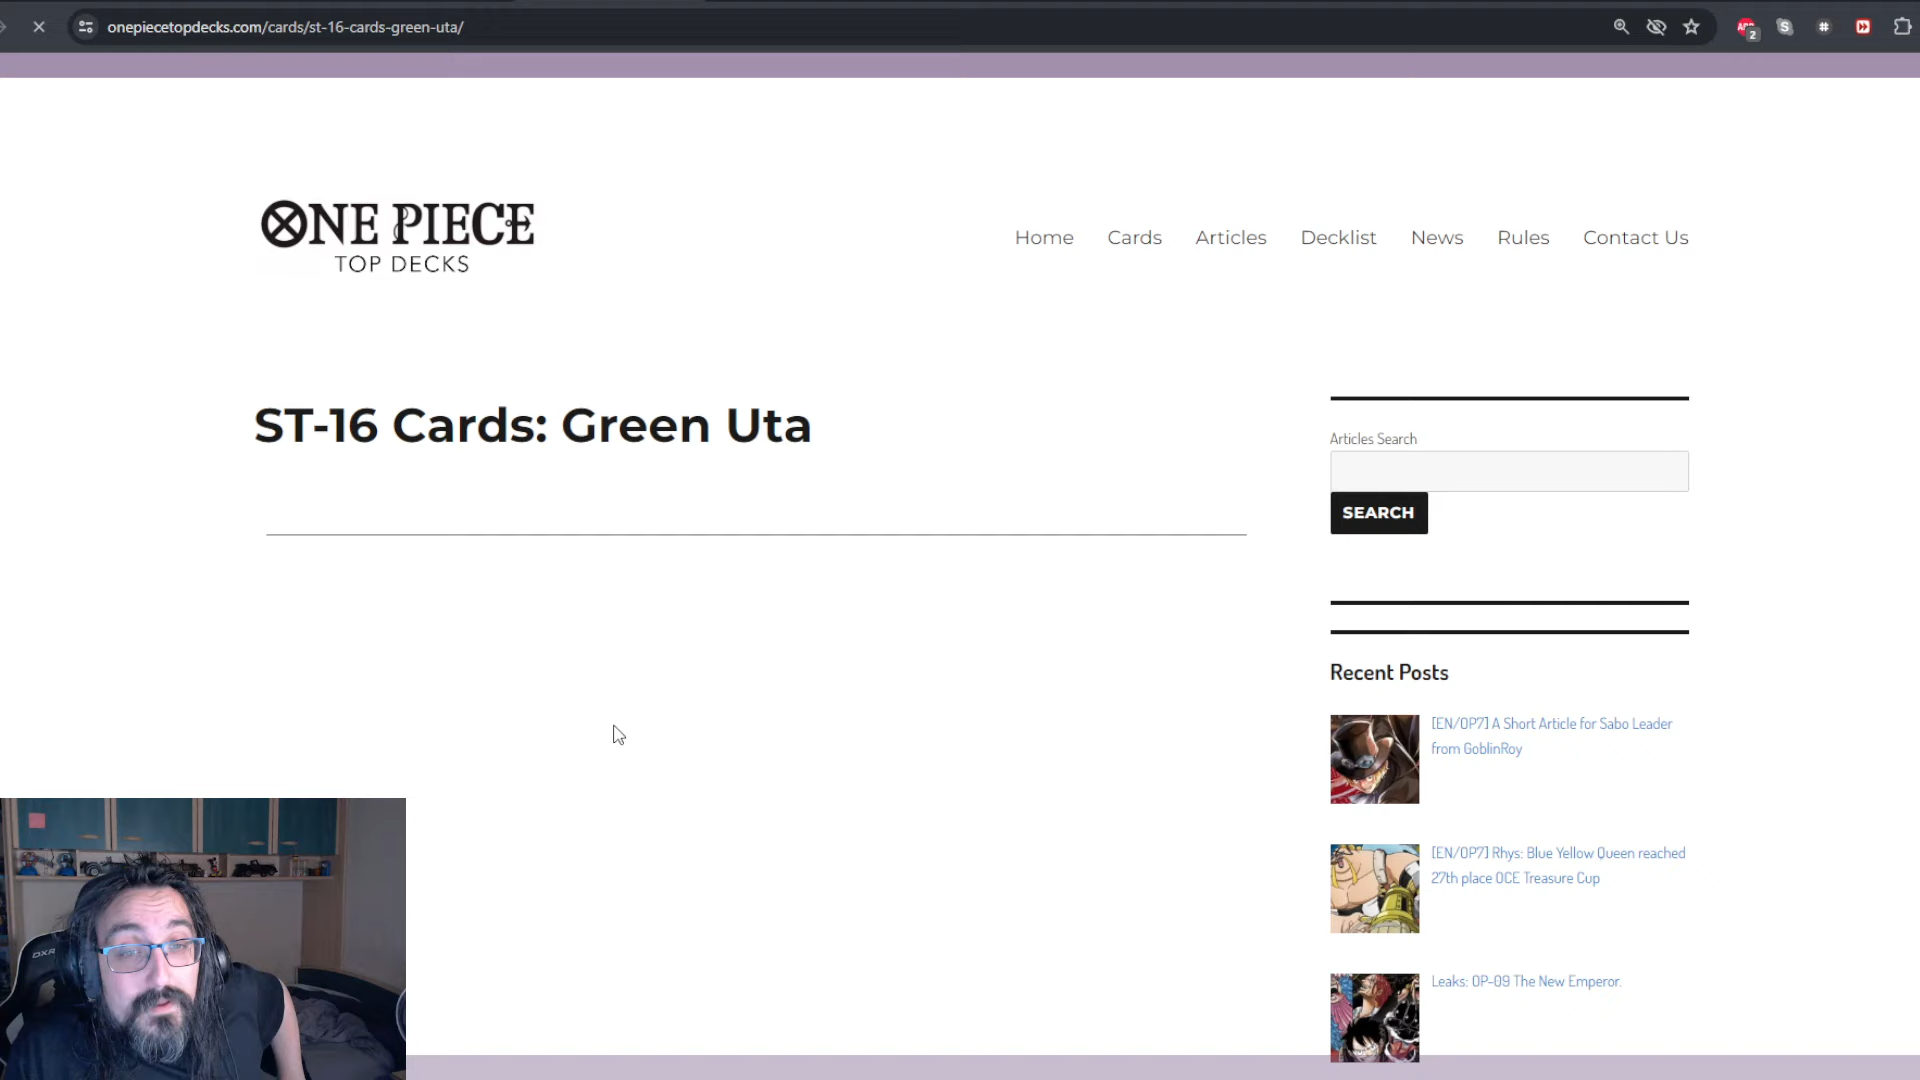 onepiecetopdecks.com/cards/st-16-cards-green-uta/
2
S
#
ONE PIECE
TOP DECKS
Home
Cards
Articles
Decklist
News
Rules
Contact Us
ST-16 Cards: Green Uta
Articles Search
SEARCH
Recent Posts
[EN/OP7] A Short Article for Sabo Leader
from GoblinRoy
[EN/OP7] Rhys: Blue Yellow Queen reached
27th place OCE Treasure Cup
Leaks: OP-09 The New Emperor.